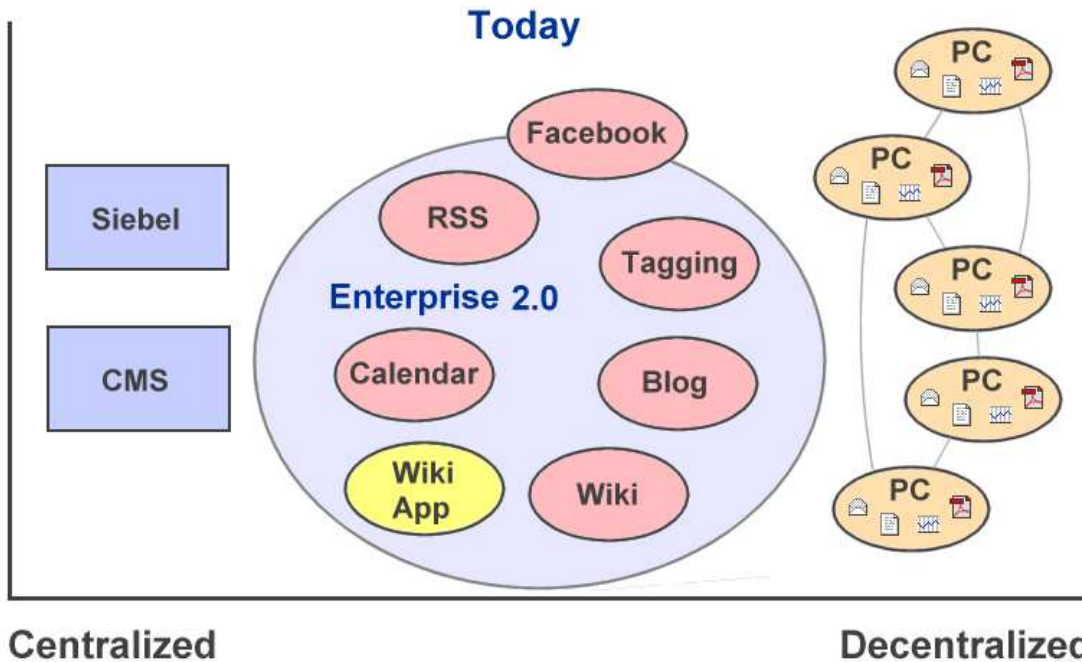 Today
PC
Facebook
PC
RSS
Siebel
Tagging
PC
Enterprise 2.0
Calendar
CMS
Blog
PC
Wiki
App
Wiki
PC
Centralized
Decentralized